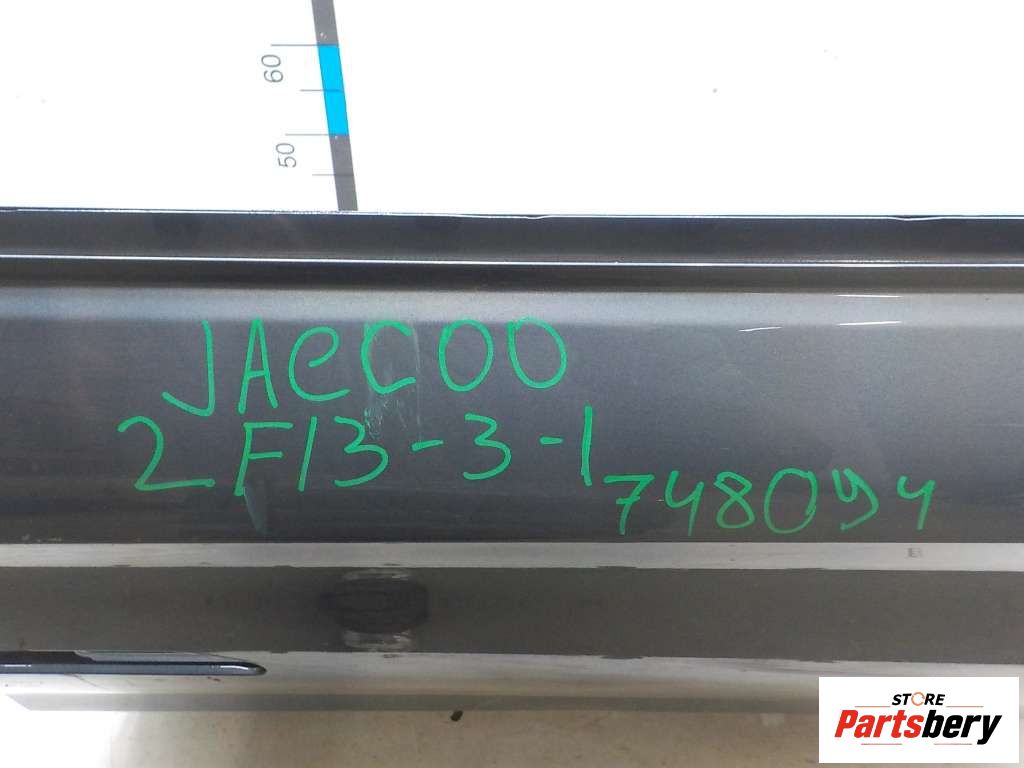 60
50
JAECOO
2F13-3-1
748094
STORE
Partsbery